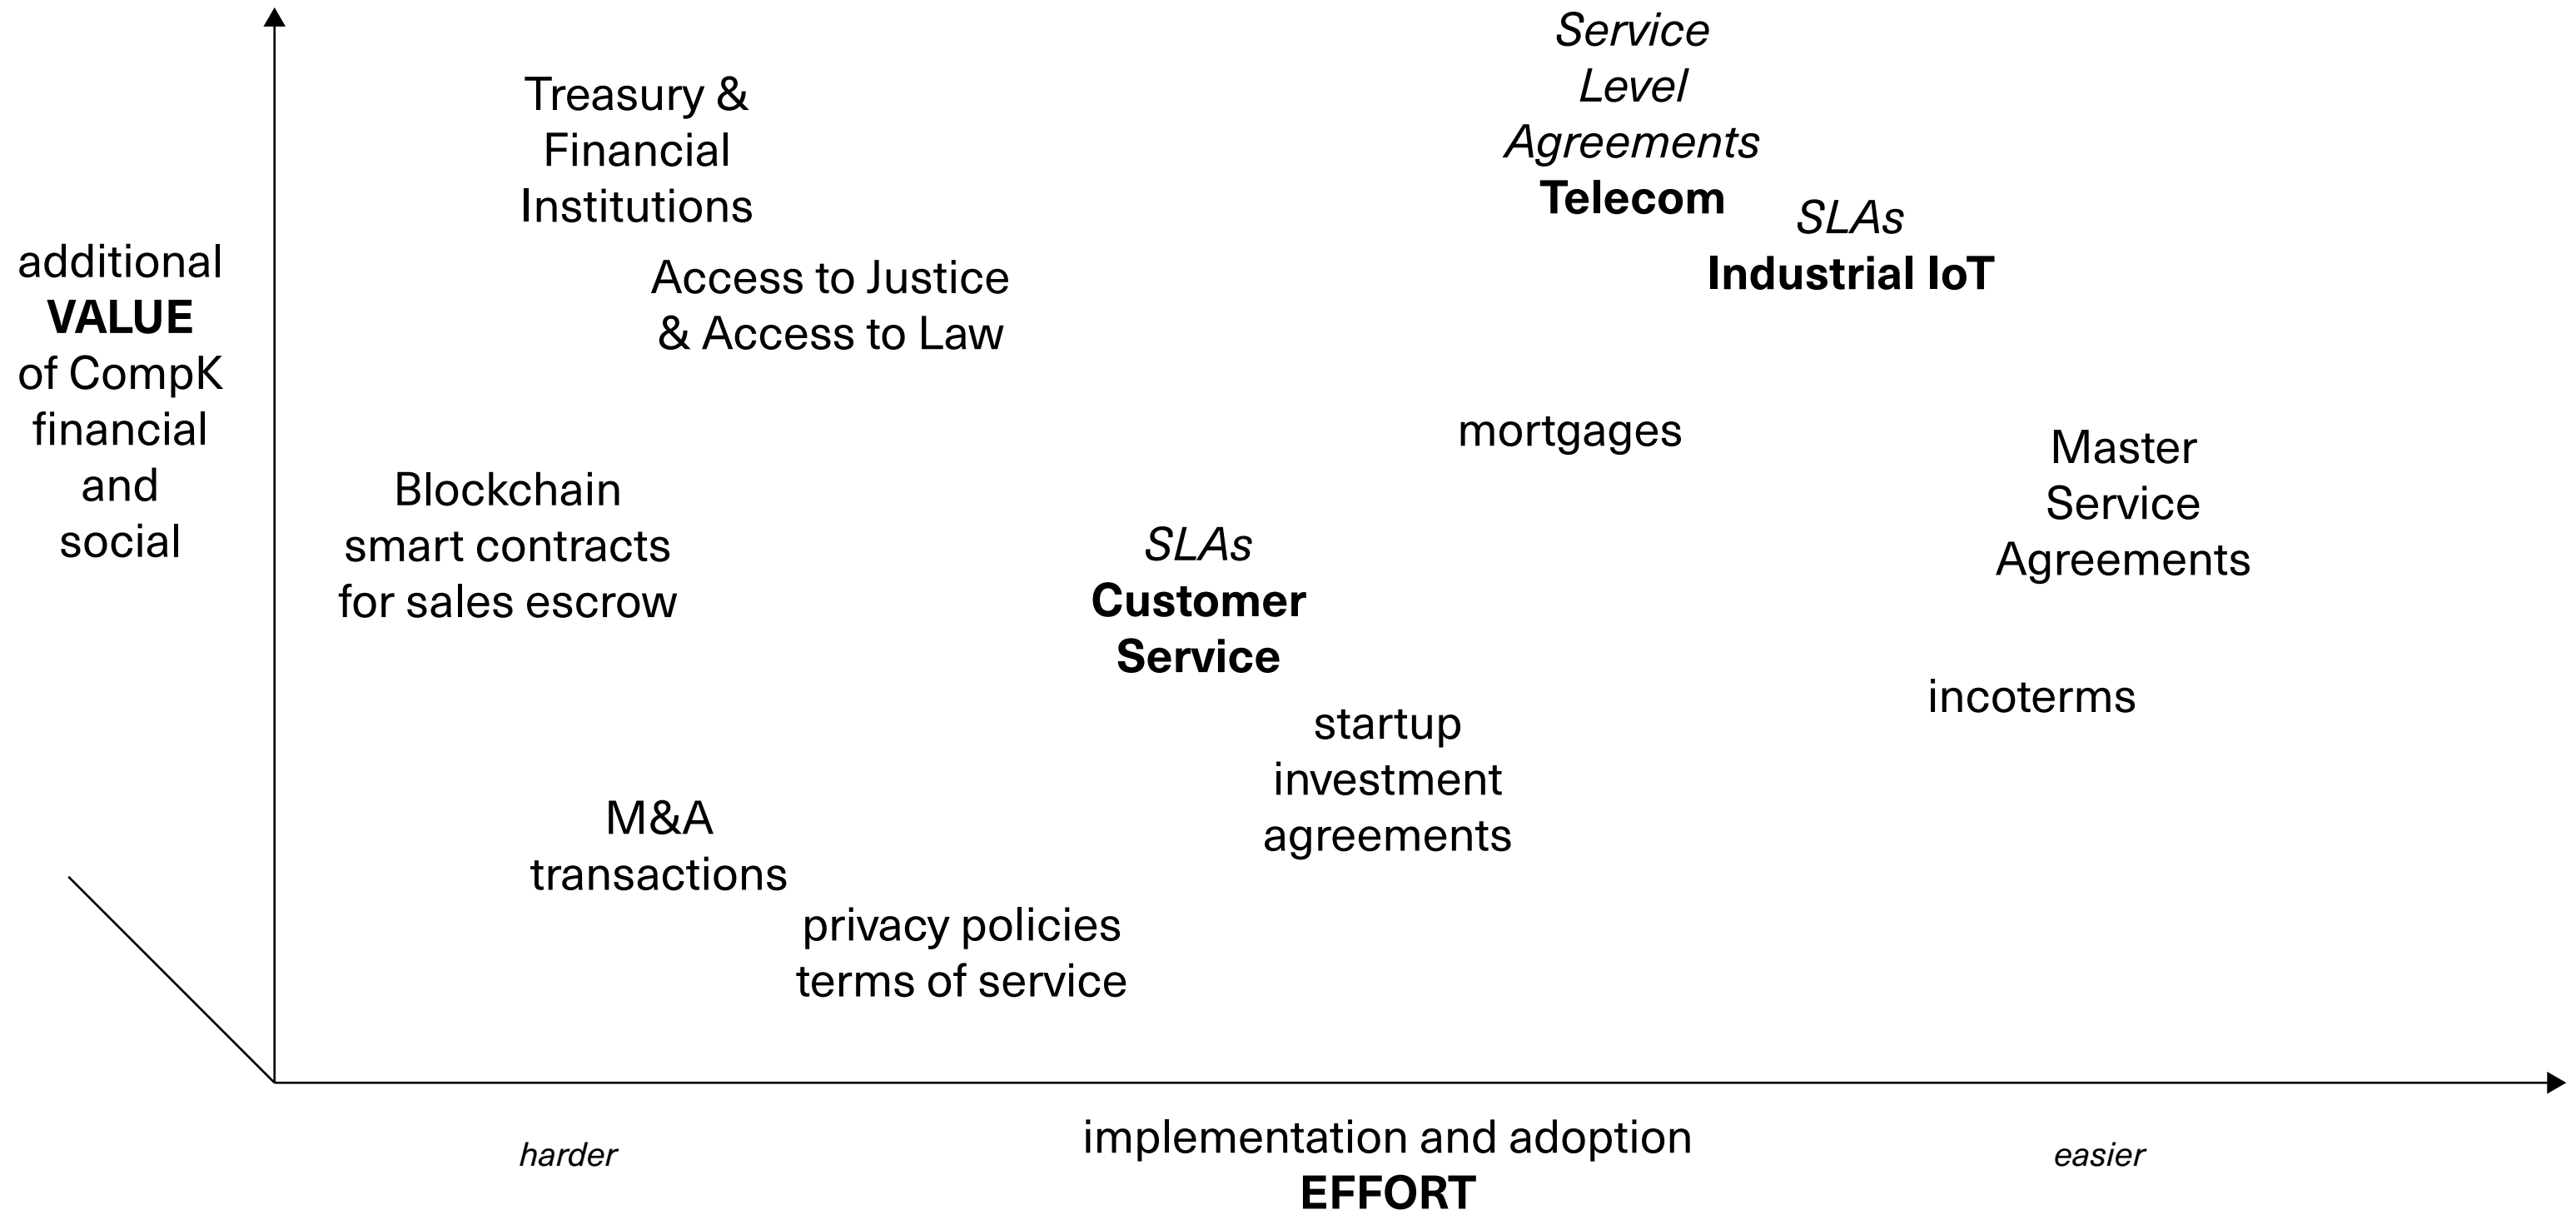 additional
VALUE
of CompK
financial
and
social
Treasury &
Financial
Institutions
Service
Level
Agreements
Telecom
SLAs
Industrial IoT
Access to Justice
& Access to Law
mortgages
Master
Service
Agreements
Blockchain
smart contracts
for sales escrow
SLAs
Customer
Service
incoterms
startup
investment
agreements
M&A
transactions
privacy policies
terms of service
harder
implementation and adoption
EFFORT
easier